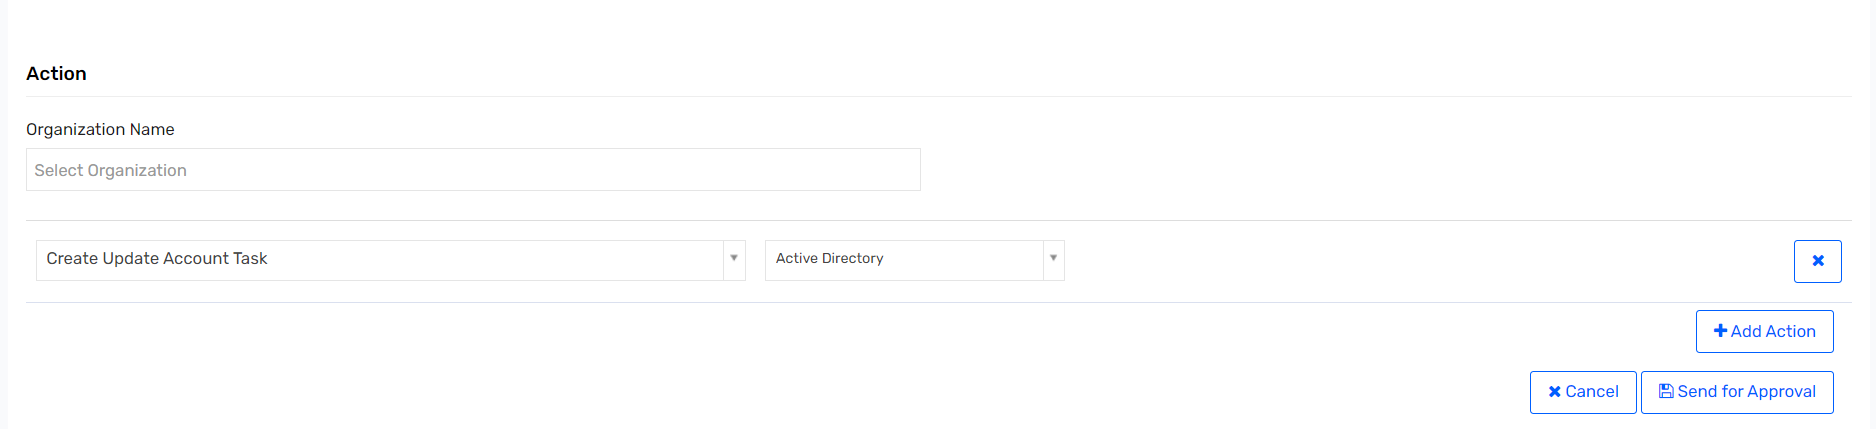 Action
Organization Name
Select Organization
Create Update Account Task
Active Directory
Add Action
Cancel
Send for Approval